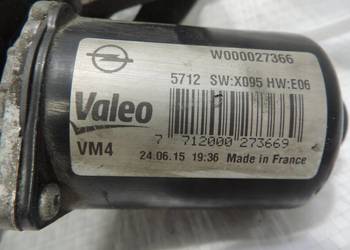 W000027366
5712 SW:X095 HW:E06
Valeo
7 712000 273669
VM4
24.06.15 19:36 Made in France